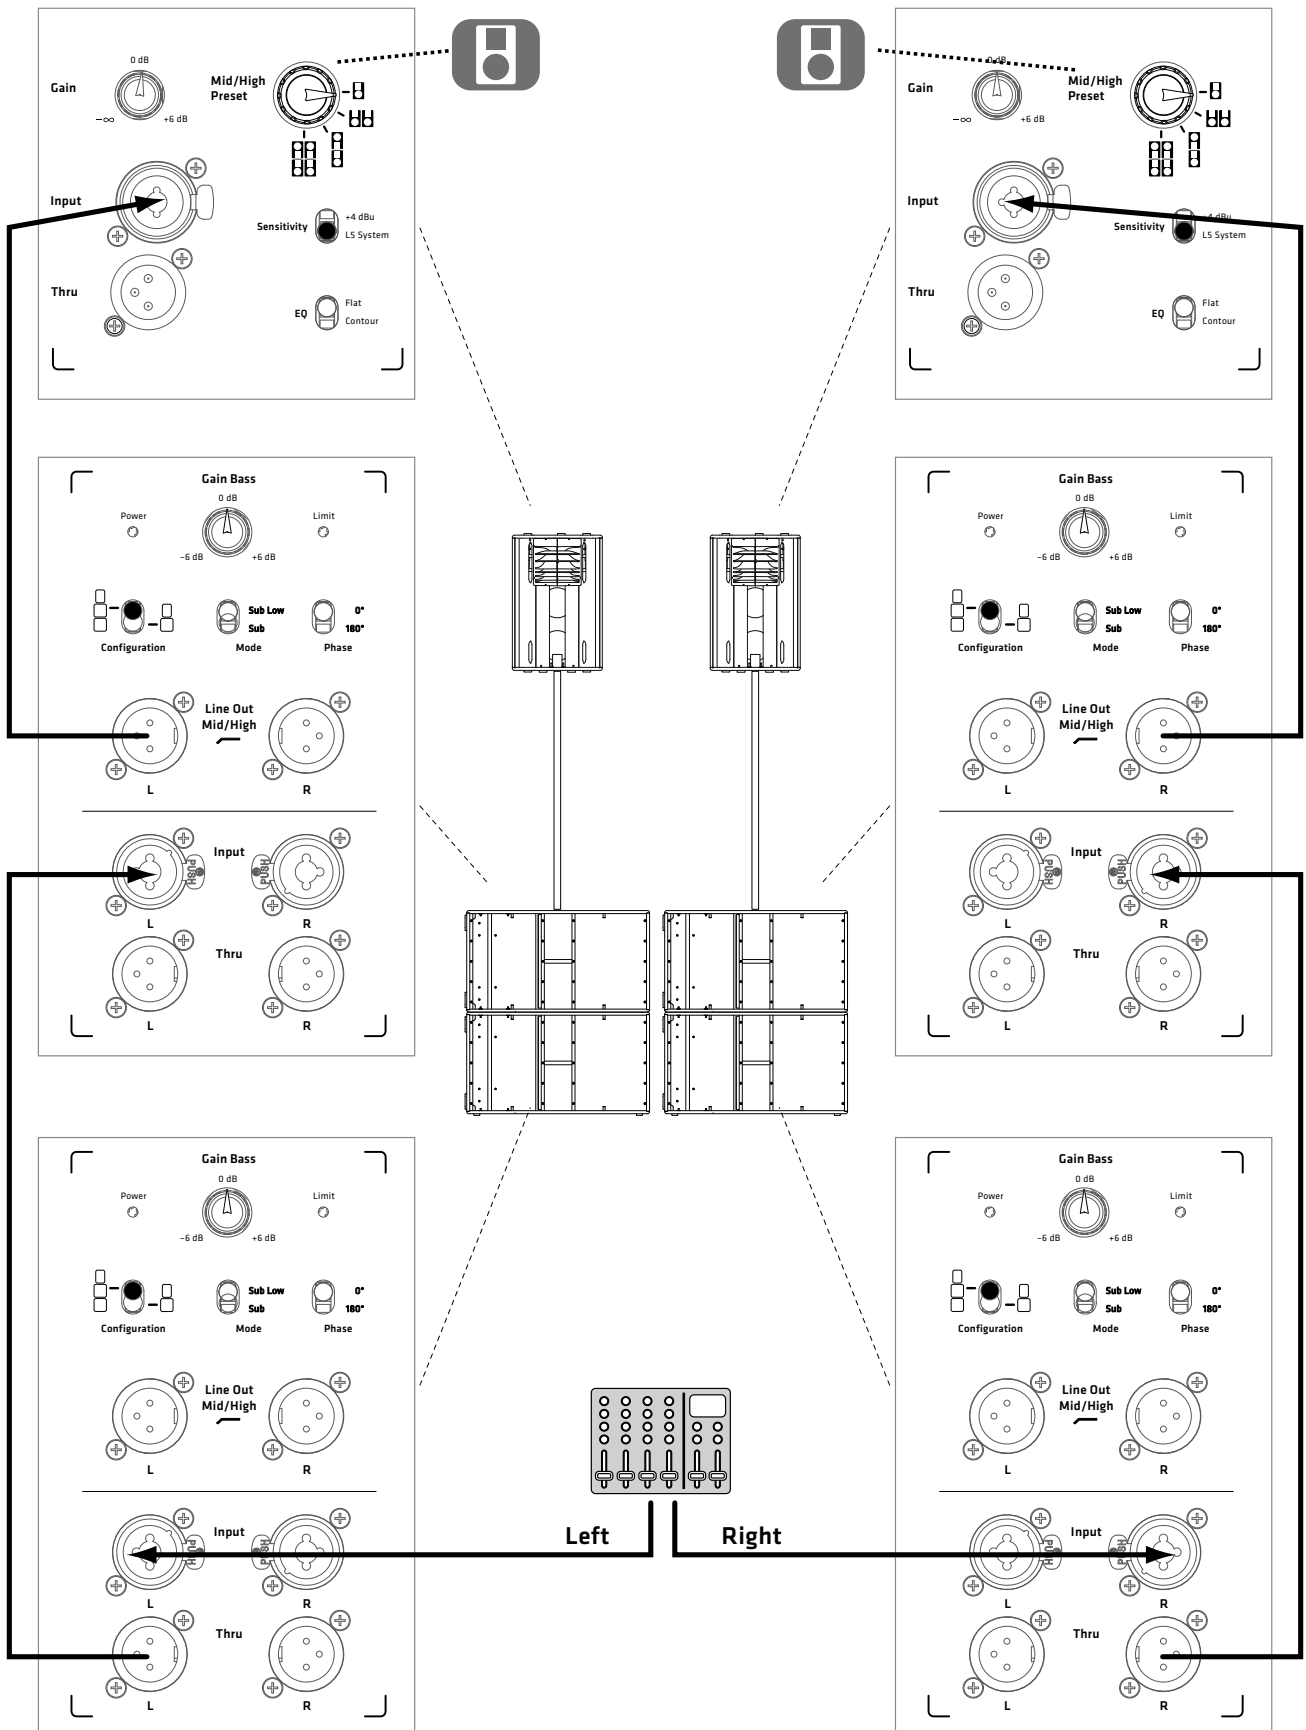 0 dB
Gain
Mid/High
Preset
−∞
+6 dB
Input
+4 dBu
Sensitivity
L5 System
Thru
Flat
EQ
Contour
0 dB
Gain
Mid/High
Preset
−∞
+6 dB
Input
+4 dBu
Sensitivity
L5 System
Thru
Flat
EQ
Contour
Gain Bass
0 dB
Power
Limit
−6 dB
+6 dB
Sub Low
0°
Sub
180°
Configuration
Mode
Phase
Line Out
Mid/High
L
R
Input
PUSH
PUSH
L
R
Thru
L
R
Gain Bass
0 dB
Power
Limit
−6 dB
+6 dB
Sub Low
0°
Sub
180°
Configuration
Mode
Phase
Line Out
Mid/High
L
R
Input
PUSH
PUSH
L
R
Thru
L
R
Gain Bass
0 dB
Power
Limit
−6 dB
+6 dB
Sub Low
0°
Sub
180°
Configuration
Mode
Phase
Line Out
Mid/High
L
R
Input
PUSH
PUSH
L
R
Thru
L
R
Left
Right
Gain Bass
0 dB
Power
Limit
−6 dB
+6 dB
Sub Low
0°
Sub
180°
Configuration
Mode
Phase
Line Out
Mid/High
L
R
Input
PUSH
PUSH
L
R
Thru
L
R